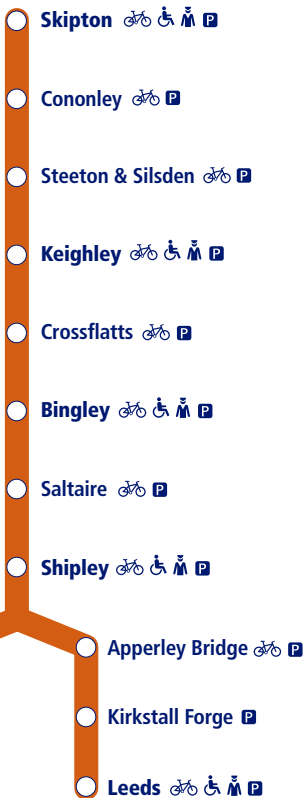 Skipton P
Cononley P
Steeton & Silsden P
Keighley P
Crossflatts P
Bingley P
Saltaire P
Shipley P
Apperley Bridge P
Kirkstall Forge P
Leeds P